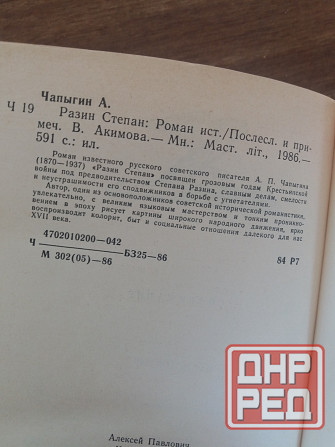 Чапыгин А.
Ч 19 Разин Степан: Роман ист./Послесл. и при-
меч. В. Акимова.— Мн.: Маст. літ., 1986.—
591 с.: ил.
Роман известного русского советского писателя А. П. Чапыгина
(1870—1937) «Разин Степан» посвящен грозовым годам Крестьянской
войны под предводительством Степана Разина, славным делам, смелости
и неустрашимости его сподвижников в борьбе с угнетателями.
Автор, один из основоположников советской исторической романистики,
увлекательно, с великим языковым мастерством и тонким проникно-
вением в эпоху рисует картины широкого народного движения, ярко
воспроизводит колорит, быт и социальные отношения далекого для нас
XVII века.
4702010200—042
Ч БЗ25—86 84 Р7
М 302(05)—86
ДНР
РЕД
Алексей Павлович